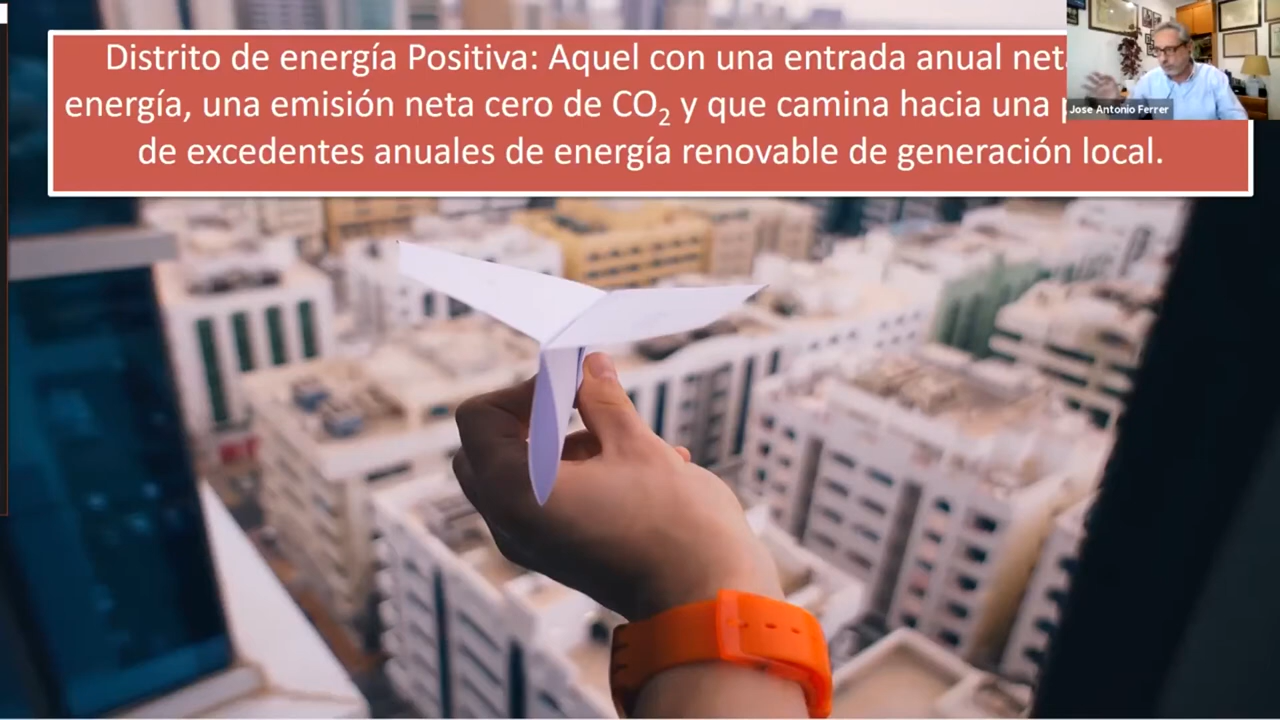 Distrito de energía Positiva: Aquel con una entrada anual
energía, una emisión neta cero de CO₂ y que camina hacia una
de excedentes anuales de energía renovable de generación local.
Jose Antonio Ferrer